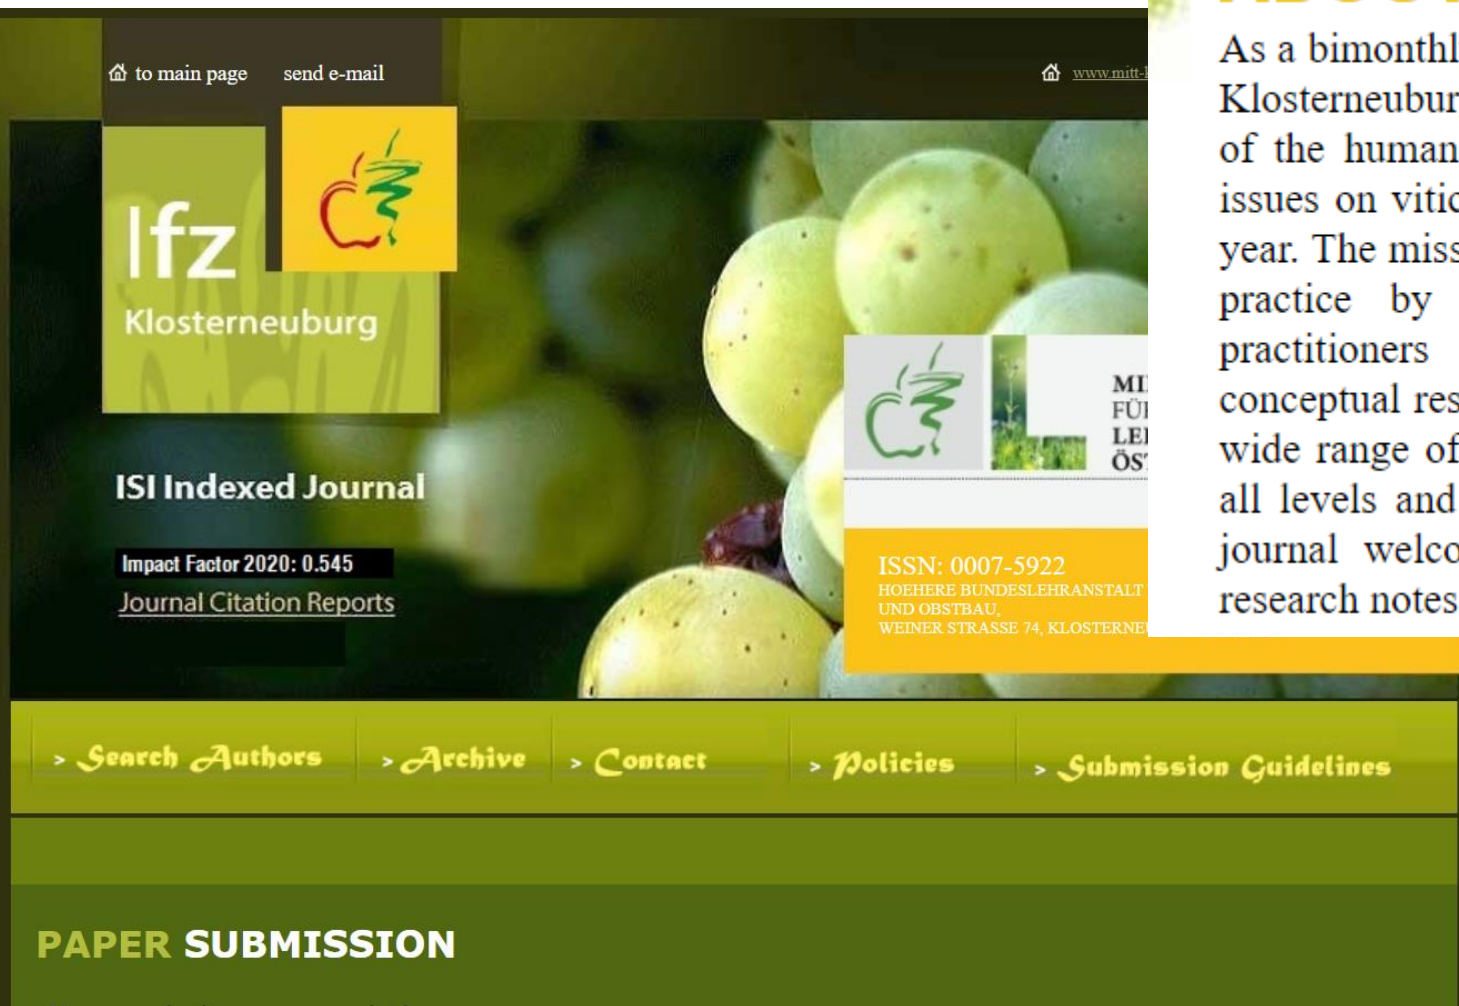 to main page send e-mail
www.mitt-
lfz
Klosterneuburg
ISI Indexed Journal
Impact Factor 2020: 0.545
Journal Citation Reports
FÜ
ISSN: 0007-5922
HOEHERE BUNDESLEHRANSTALT
UND OBSTBAU,
WEINER STRASSE 74, KLOSTERNE
As a bimonthl
Klosterneubur
of the human
issues on vitic
year. The miss
practice by
practitioners
conceptual res
wide range of
all levels and
journal welco
research notes
> Search Authors > Archive > Contact > Policies > Submission Guidelines
PAPER SUBMISSION